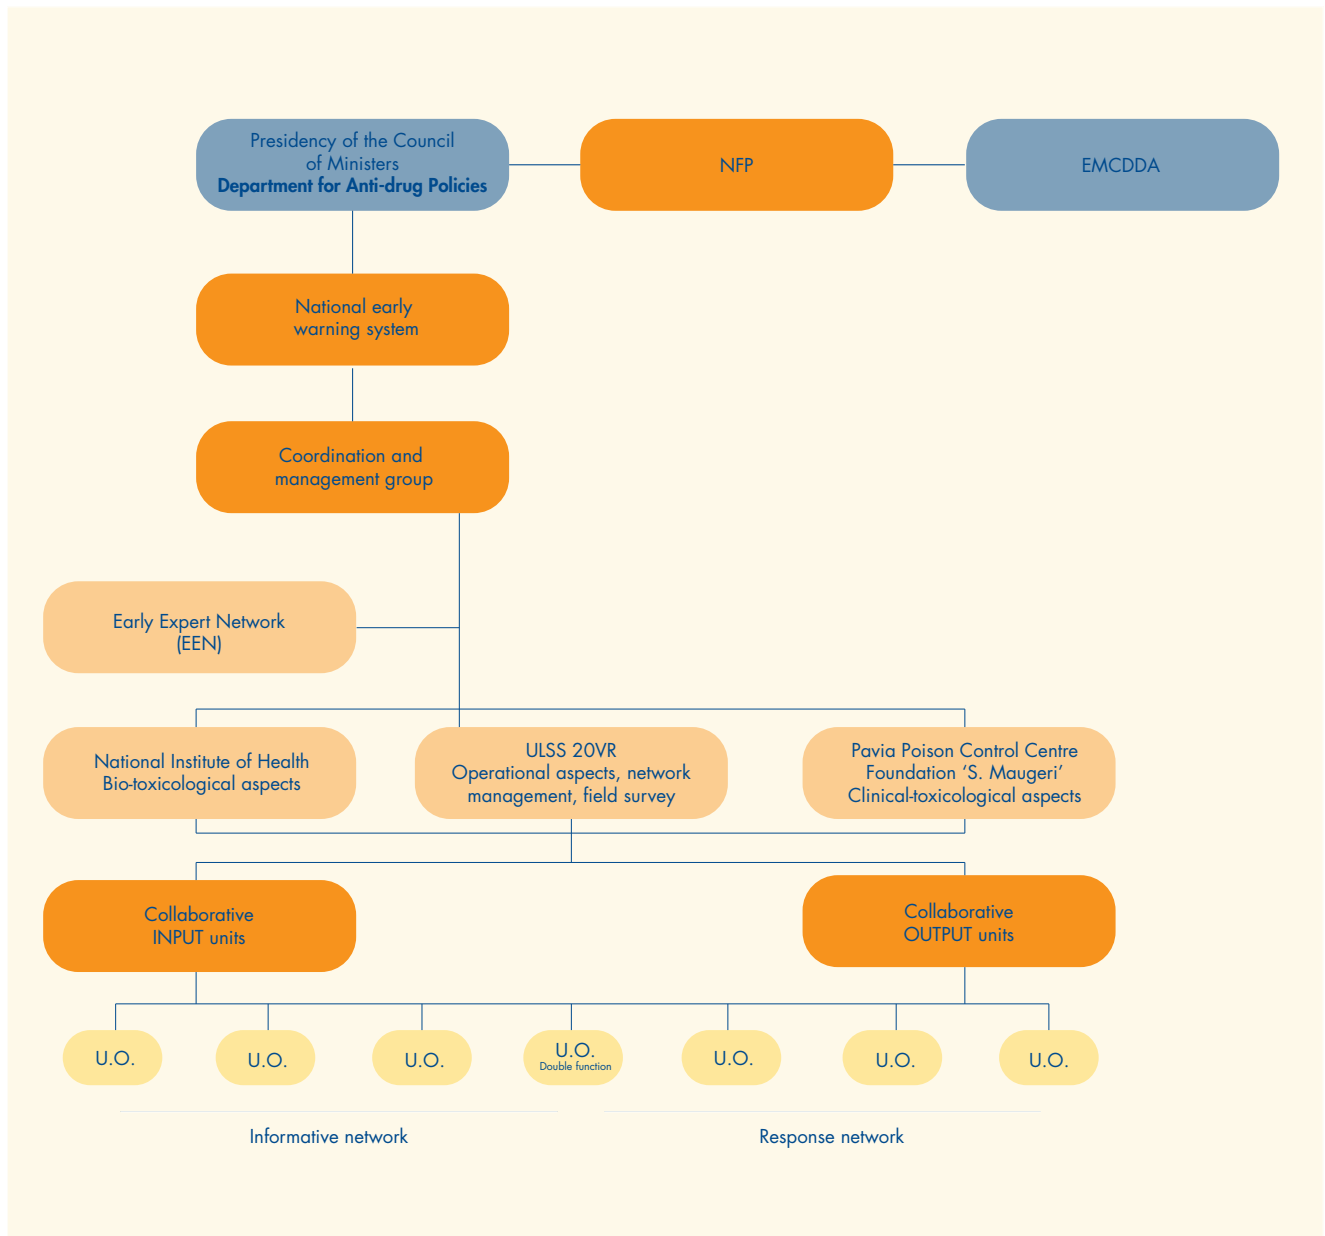 Presidency of the Council
of Ministers
Department for Anti-drug Policies
NFP
EMCDDA
National early
warning system
Coordination and
management group
Early Expert Network
(EEN)
National Institute of Health
Bio-toxicological aspects
ULSS 20VR
Operational aspects, network
management, field survey
Pavia Poison Control Centre
Foundation ‘S. Maugeri’
Clinical-toxicological aspects
Collaborative
INPUT units
Collaborative
OUTPUT units
U.O.
U.O.
U.O.
U.O.
Double function
U.O.
U.O.
U.O.
Informative network
Response network